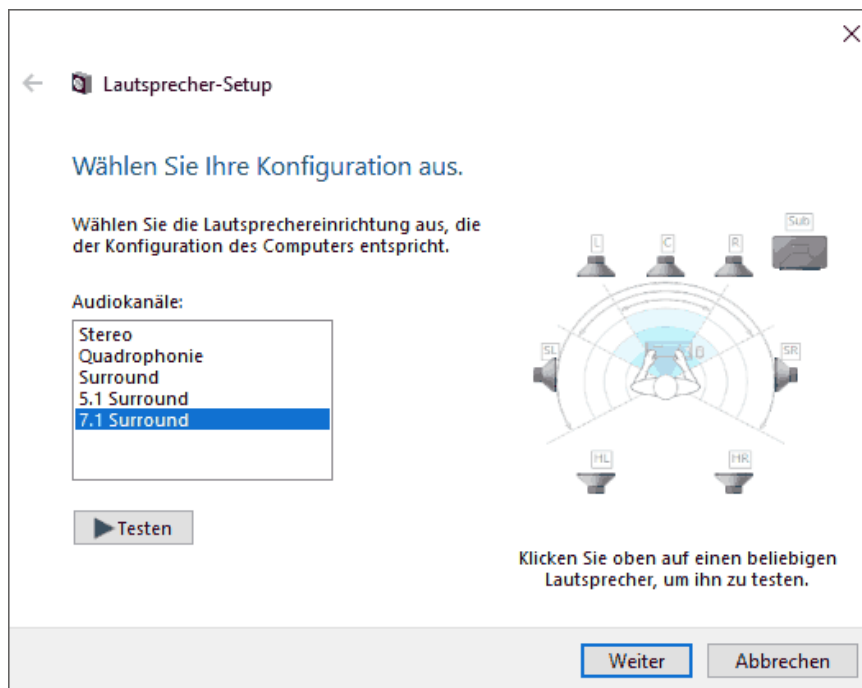 Lautsprecher-Setup
Wählen Sie Ihre Konfiguration aus.
Wählen Sie die Lautsprechereinrichtung aus, die
der Konfiguration des Computers entspricht.
Audiokanäle:
Stereo
Quadrophonie
Surround
5.1 Surround
7.1 Surround
Testen
Sub
L
C
R
SL
SR
HL
HR
Klicken Sie oben auf einen beliebigen
Lautsprecher, um ihn zu testen.
Weiter
Abbrechen